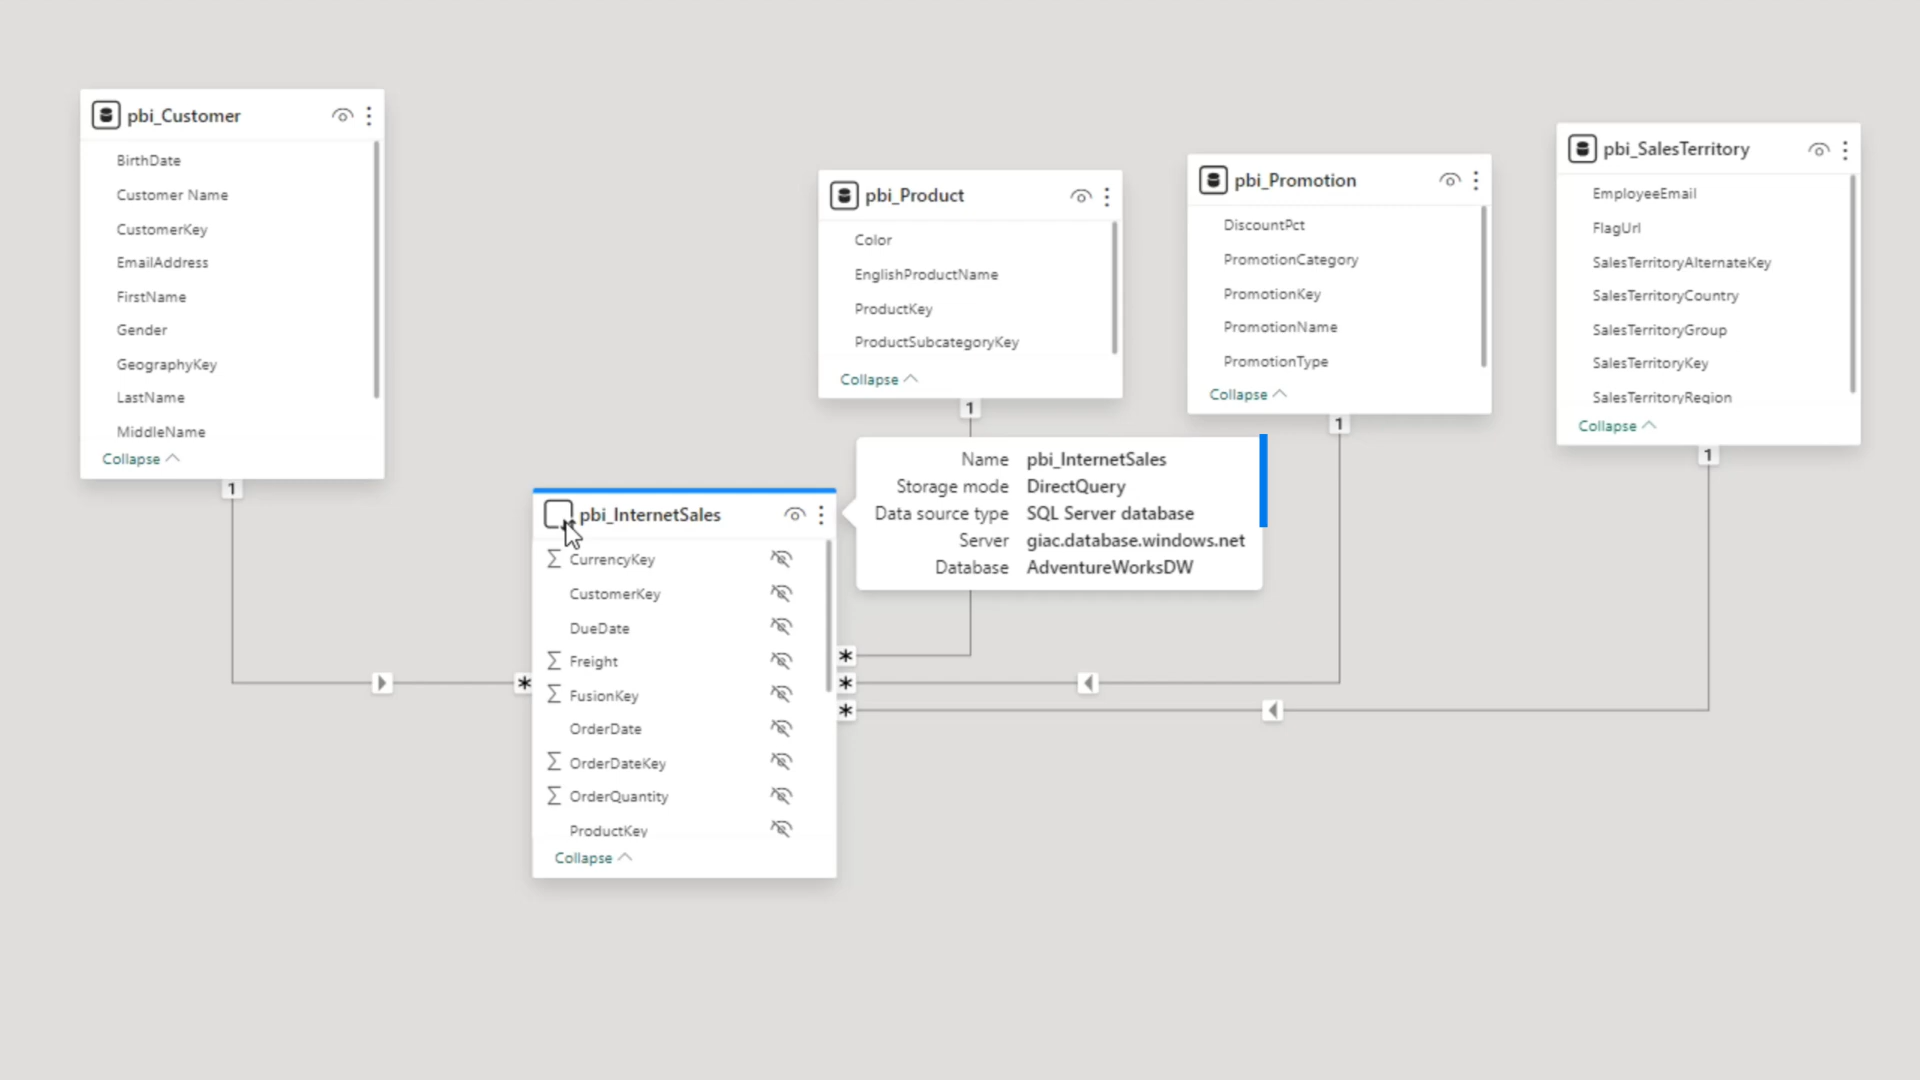 pbi_Customer
BirthDate
Customer Name
CustomerKey
EmailAddress
FirstName
Gender
GeographyKey
LastName
MiddleName
Collapse
1
pbi_Product
Color
EnglishProductName
ProductKey
ProductSubcategoryKey
Collapse
1
pbi_Promotion
DiscountPct
PromotionCategory
PromotionKey
PromotionName
PromotionType
Collapse
1
pbi_SalesTerritory
EmployeeEmail
FlagUrl
SalesTerritoryAlternateKey
SalesTerritoryCountry
SalesTerritoryGroup
SalesTerritoryKey
SalesTerritoryRegion
Collapse
1
Name pbi_InternetSales
Storage mode DirectQuery
Data source type SQL Server database
Server giac.database.windows.net
Database AdventureWorksDW
pbi_InternetSales
Σ CurrencyKey
CustomerKey
DueDate
Σ Freight
Σ FusionKey
OrderDate
Σ OrderDateKey
Σ OrderQuantity
ProductKey
Collapse
*
*
*
*